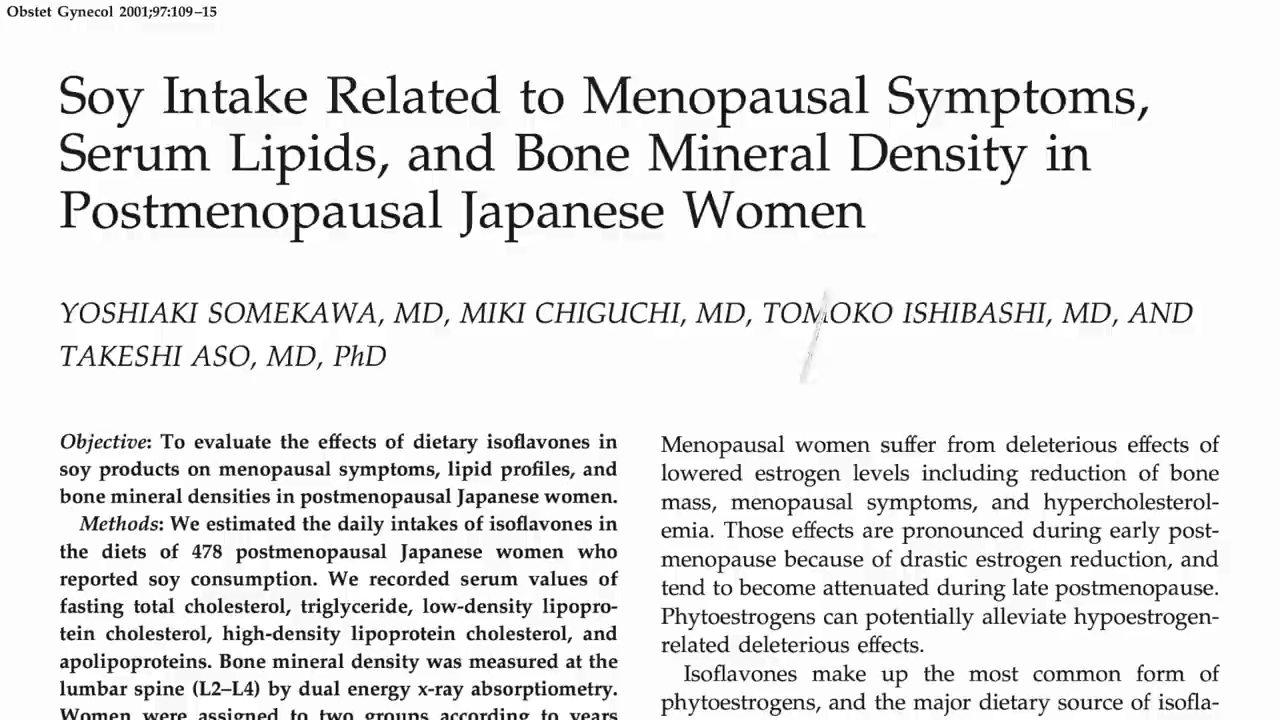 Obstet Gynecol 2001;97:109–15
Soy Intake Related to Menopausal Symptoms,
Serum Lipids, and Bone Mineral Density in
Postmenopausal Japanese Women
YOSHIAKI SOMEKAWA, MD, MIKI CHIGUCHI, MD, TOMOKO ISHIBASHI, MD, AND
TAKESHI ASO, MD, PhD
Objective: To evaluate the effects of dietary isoflavones in
soy products on menopausal symptoms, lipid profiles, and
bone mineral densities in postmenopausal Japanese women.
Methods: We estimated the daily intakes of isoflavones in
the diets of 478 postmenopausal Japanese women who
reported soy consumption. We recorded serum values of
fasting total cholesterol, triglyceride, low-density lipopro-
tein cholesterol, high-density lipoprotein cholesterol, and
apolipoproteins. Bone mineral density was measured at the
lumbar spine (L2–L4) by dual energy x-ray absorptiometry.
Women were assigned to two groups according to years
Menopausal women suffer from deleterious effects of
lowered estrogen levels including reduction of bone
mass, menopausal symptoms, and hypercholesterol-
emia. Those effects are pronounced during early post-
menopause because of drastic estrogen reduction, and
tend to become attenuated during late postmenopause.
Phytoestrogens can potentially alleviate hypoestrogen-
related deleterious effects.
Isoflavones make up the most common form of
phytoestrogens, and the major dietary source of isofla-